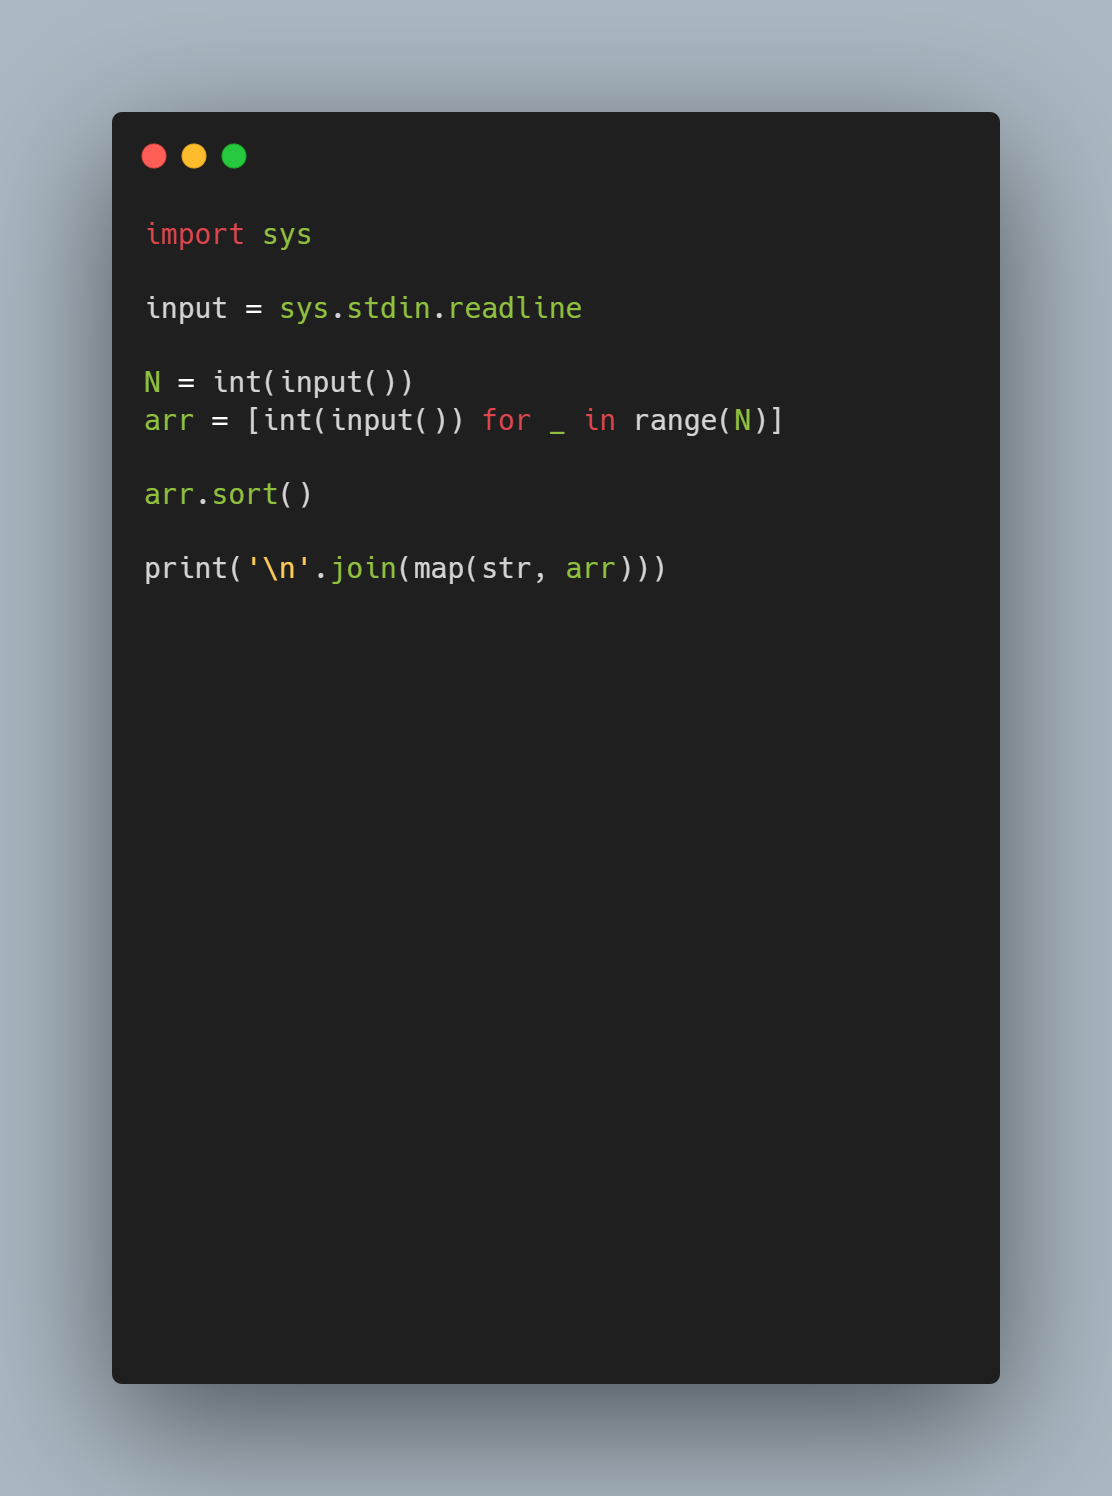 import sys
input = sys.stdin.readline
N = int(input())
arr = [int(input()) for _ in range(N)]
arr.sort()
print('\n'.join(map(str, arr)))